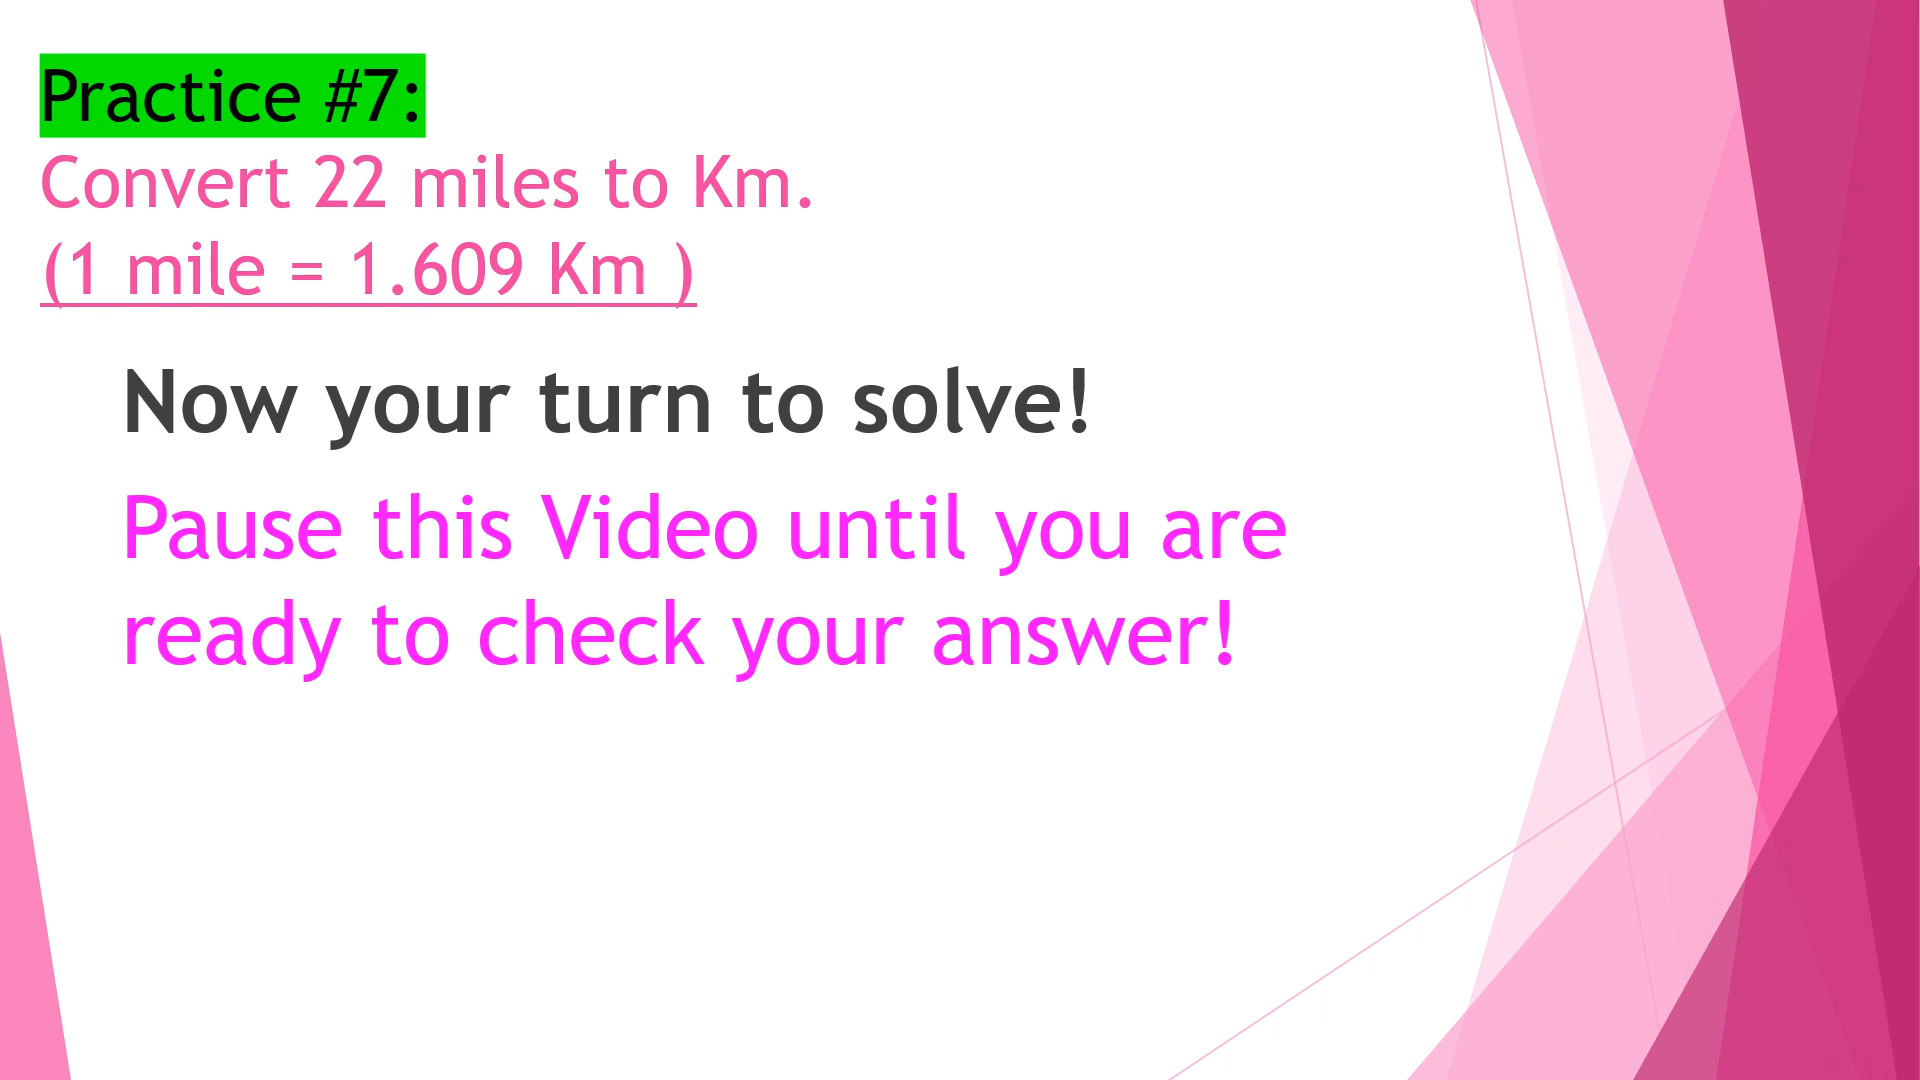 Practice #7:
Convert 22 miles to Km.
(1 mile = 1.609 Km )
Now your turn to solve!
Pause this Video until you are
ready to check your answer!